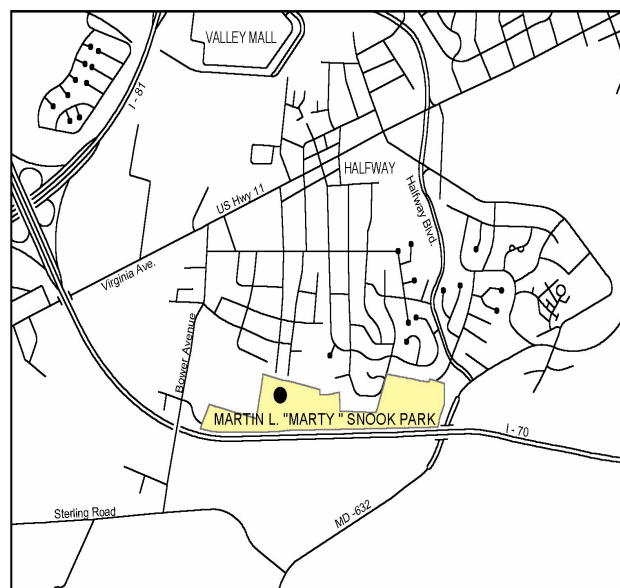 VALLEY MALL
I - 81
HALFWAY
US Hwy 11
Halfway Blvd.
Virginia Ave.
Bower Avenue
MARTIN L. "MARTY " SNOOK PARK
I - 70
MD -632
Sterling Road